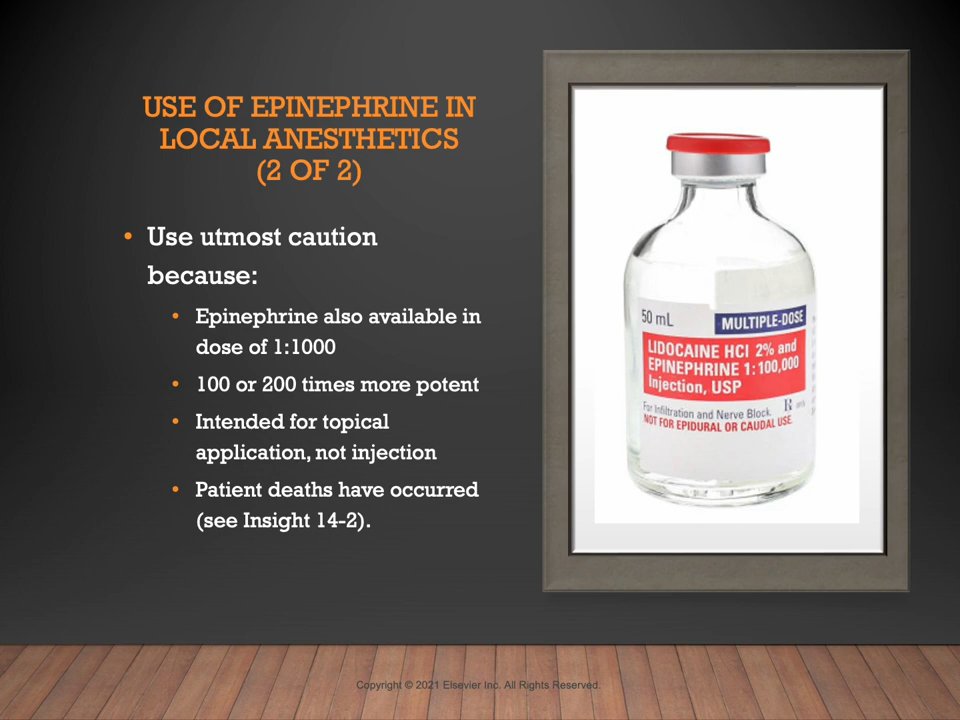 USE OF EPINEPHRINE IN
LOCAL ANESTHETICS
(2 OF 2)
• Use utmost caution
because:
• Epinephrine also available in
dose of 1:1000
• 100 or 200 times more potent
• Intended for topical
application, not injection
• Patient deaths have occurred
(see Insight 14-2).
50 mL
MULTIPLE-DOSE
LIDOCAINE HCl 2% and
EPINEPHRINE 1:100,000
Injection, USP
For Infiltration and Nerve Block.
NOT FOR EPIDURAL OR CAUDAL USE.
Copyright © 2021 Elsevier Inc. All Rights Reserved.